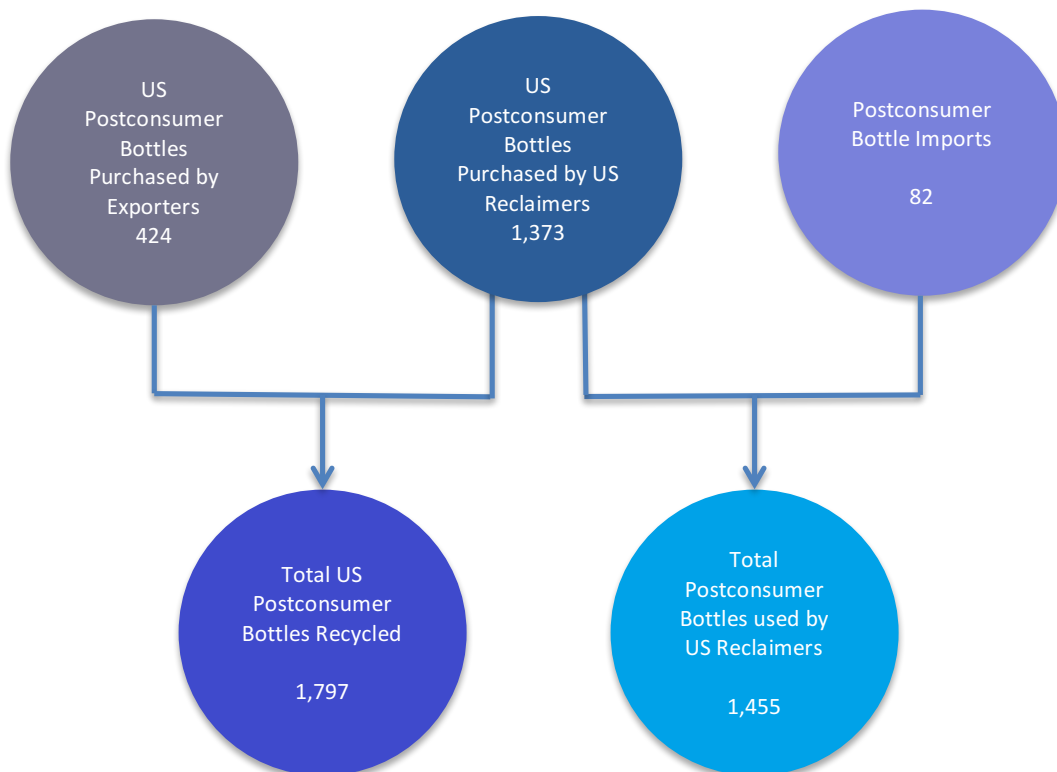 US
Postconsumer
Bottles
Purchased by
Exporters
424
US
Postconsumer
Bottles
Purchased by US
Reclaimers
1,373
Postconsumer
Bottle Imports
82
Total US
Postconsumer
Bottles Recycled
1,797
Total
Postconsumer
Bottles used by
US Reclaimers
1,455